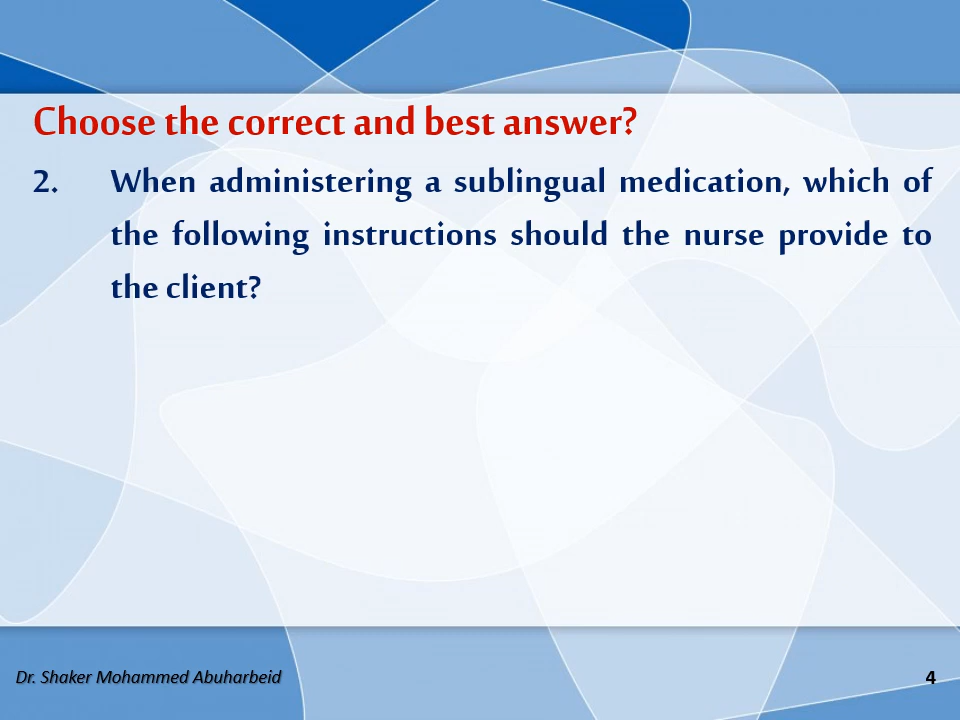 Choose the correct and best answer?
2. When administering a sublingual medication, which of
the following instructions should the nurse provide to
the client?
Dr. Shaker Mohammed Abuharbeid
4